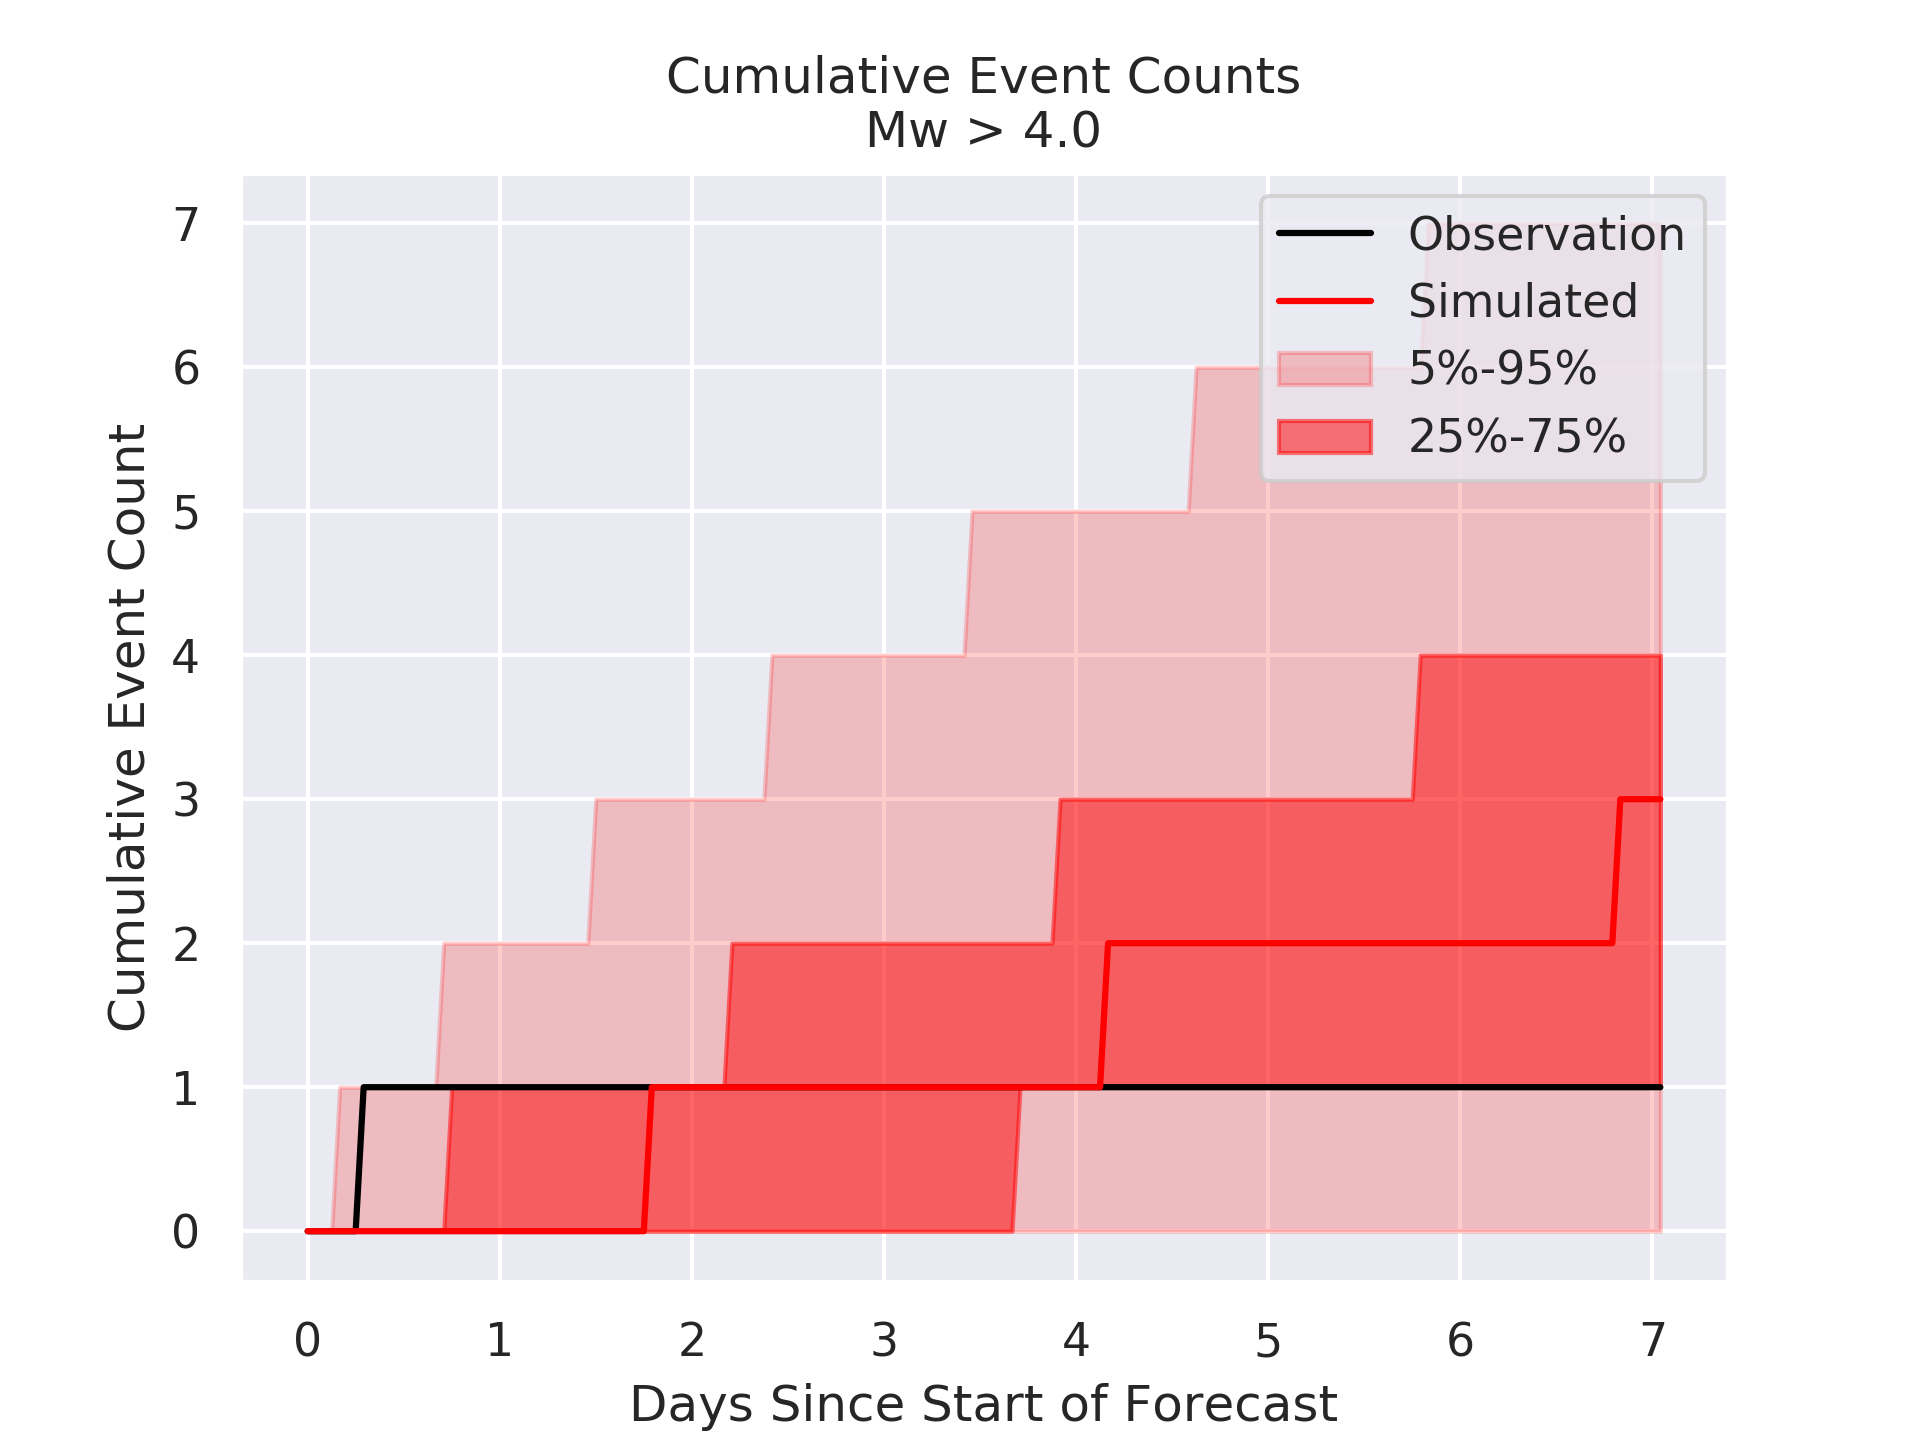 Cumulative Event Counts
Mw > 4.0
Cumulative Event Count
7
6
5
4
3
2
1
0
Observation
Simulated
5%-95%
25%-75%
0 1 2 3 4 5 6 7
Days Since Start of Forecast